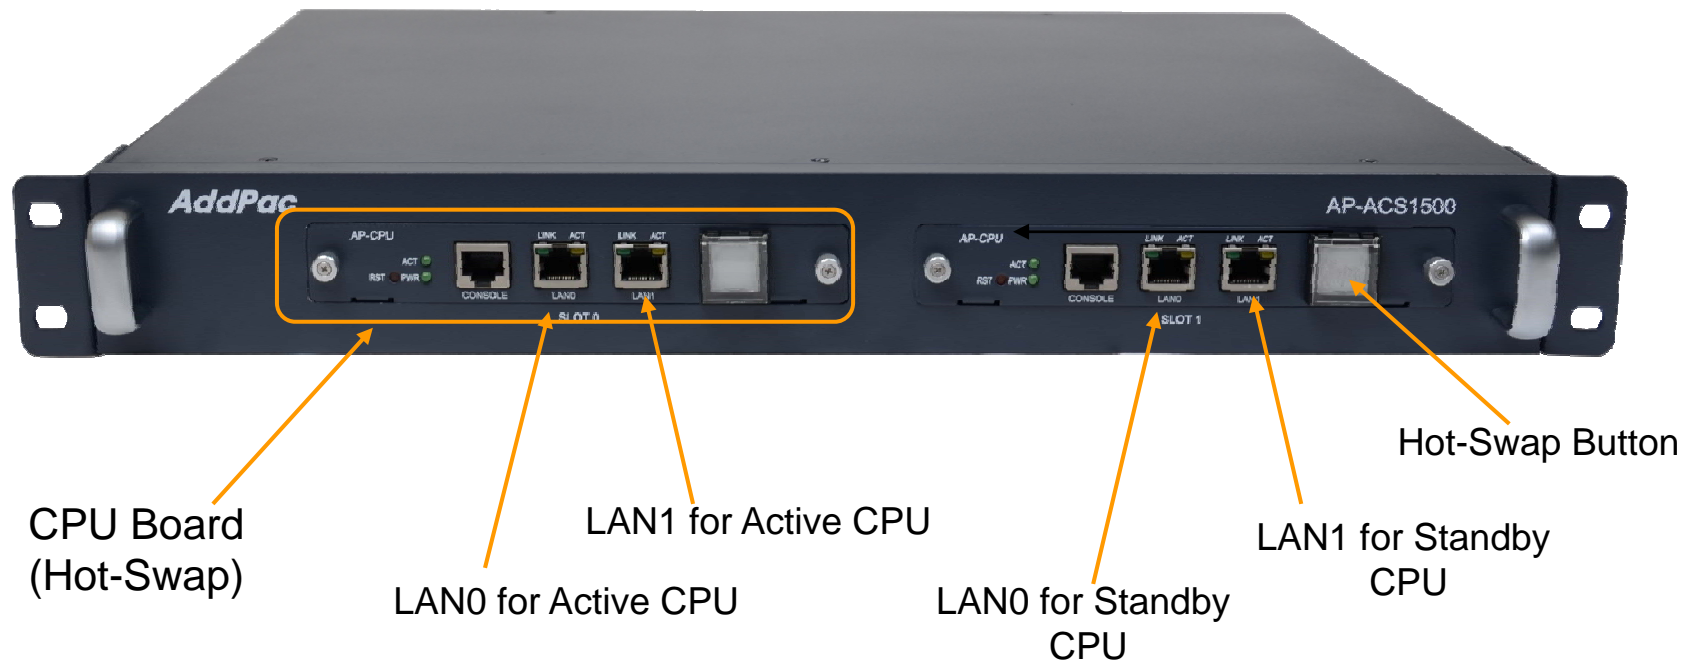 AddPac
AP-ACS1500
AP-CPU
LINK ACT
LINK ACT
ACT
RST PWR
CONSOLE
LAN0
LAN1
SLOT 0
AP-CPU
LINK ACT
LINK ACT
ACT
RST PWR
CONSOLE
LAN0
LAN1
SLOT 1
Hot-Swap Button
CPU Board
(Hot-Swap)
LAN1 for Active CPU
LAN0 for Active CPU
LAN1 for Standby
CPU
LAN0 for Standby
CPU